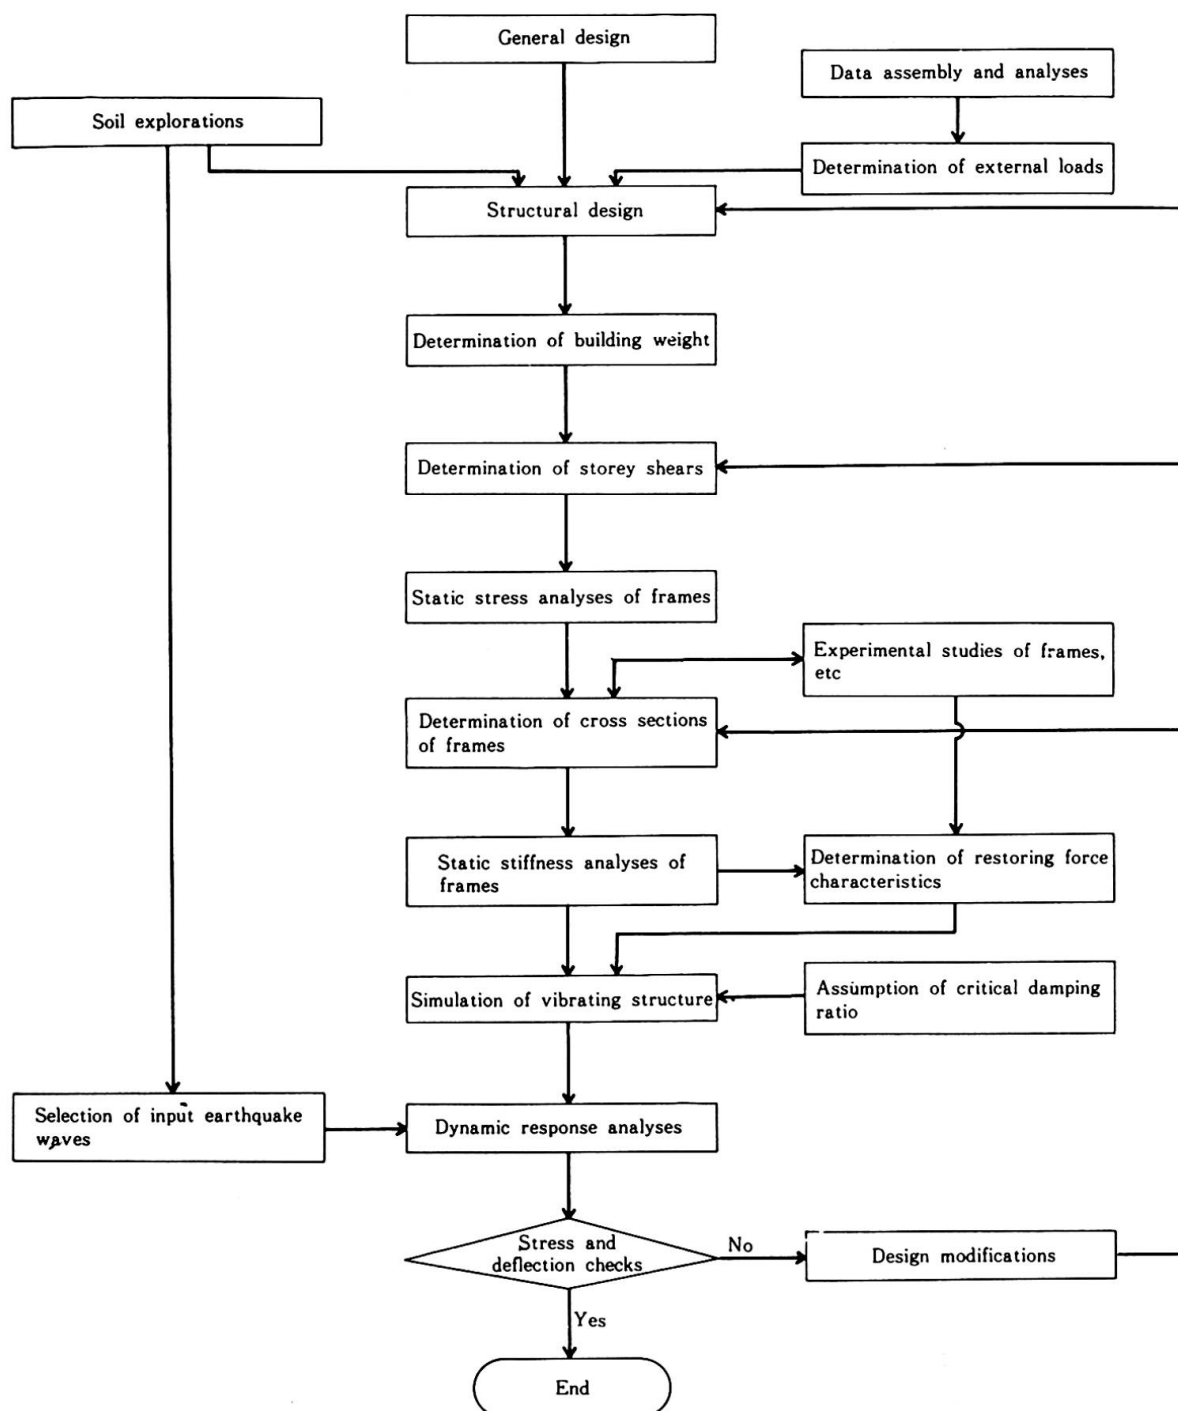 General design
Data assembly and analyses
Soil explorations
Determination of external loads
Structural design
Determination of building weight
Determination of storey shears
Static stress analyses of frames
Experimental studies of frames,
etc
Determination of cross sections
of frames
Static stiffness analyses of
frames
Determination of restoring force
characteristics
Simulation of vibrating structure
Assumption of critical damping
ratio
Selection of input earthquake
waves
Dynamic response analyses
Stress and
deflection checks
No
Design modifications
Yes
End